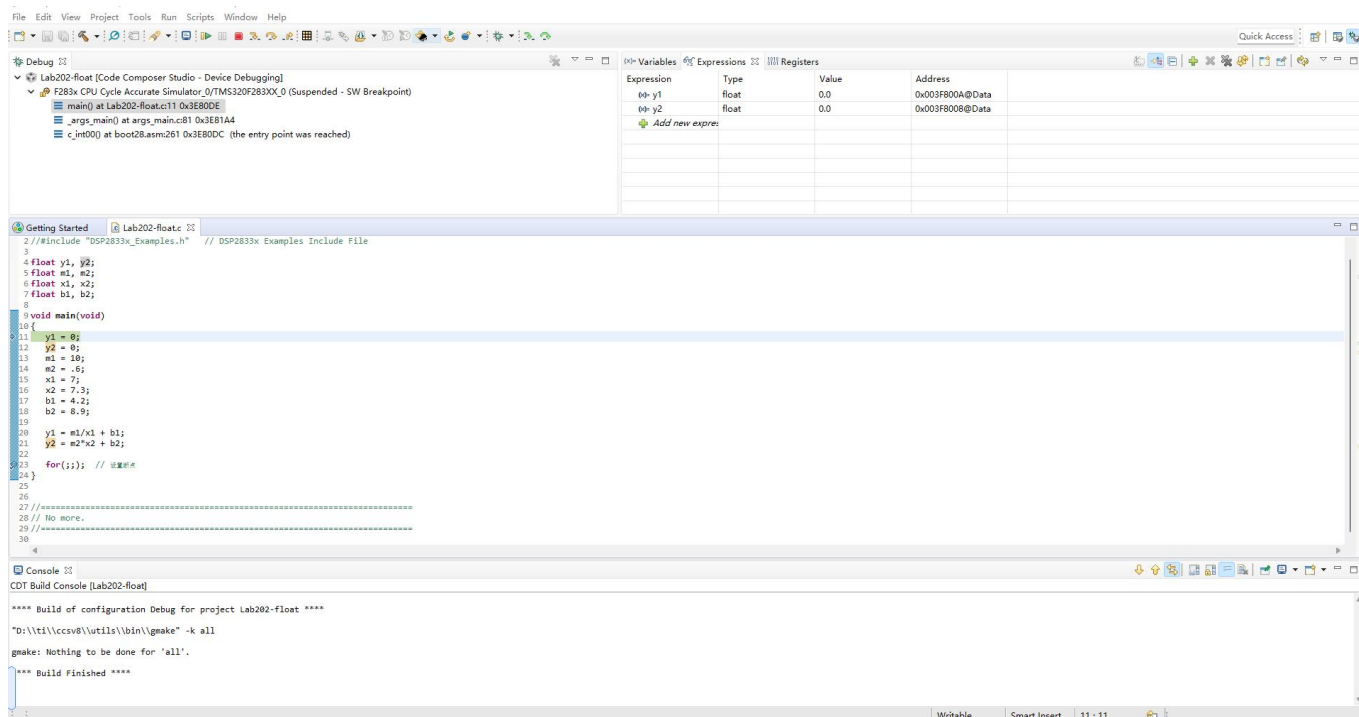 File Edit View Project Tools Run Scripts Window Help
Quick Access
Debug
Lab202-float [Code Composer Studio - Device Debugging]
F283x CPU Cycle Accurate Simulator_0/TMS320F283XX_0 (Suspended - SW Breakpoint)
main() at Lab202-float.c:11 0x3E80DE
_args_main() at args_main.c:81 0x3E81A4
c_int00() at boot28.asm:261 0x3E80DC (the entry point was reached)
(x)= Variables Expressions Registers
Expression Type Value Address
(x)= y1 float 0.0 0x003F800A@Data
(x)= y2 float 0.0 0x003F8008@Data
Add new expres
Getting Started Lab202-float.c
2 //#include "DSP2833x_Examples.h" // DSP2833x Examples Include File
3
4 float y1, y2;
5 float m1, m2;
6 float x1, x2;
7 float b1, b2;
8
9 void main(void)
10 {
11 y1 = 0;
12 y2 = 0;
13 m1 = 10;
14 m2 = .6;
15 x1 = 7;
16 x2 = 7.3;
17 b1 = 4.2;
18 b2 = 8.9;
19
20 y1 = m1/x1 + b1;
21 y2 = m2*x2 + b2;
22
23 for(;;); // 设置断点
24 }
25
26
27 //===========================================================================
28 // No more.
29 //===========================================================================
30
Console
CDT Build Console [Lab202-float]
**** Build of configuration Debug for project Lab202-float ****
"D:\\ti\\ccsv8\\utils\\bin\\gmake" -k all
gmake: Nothing to be done for 'all'.
**** Build Finished ****
Writable Smart Insert 11 : 11